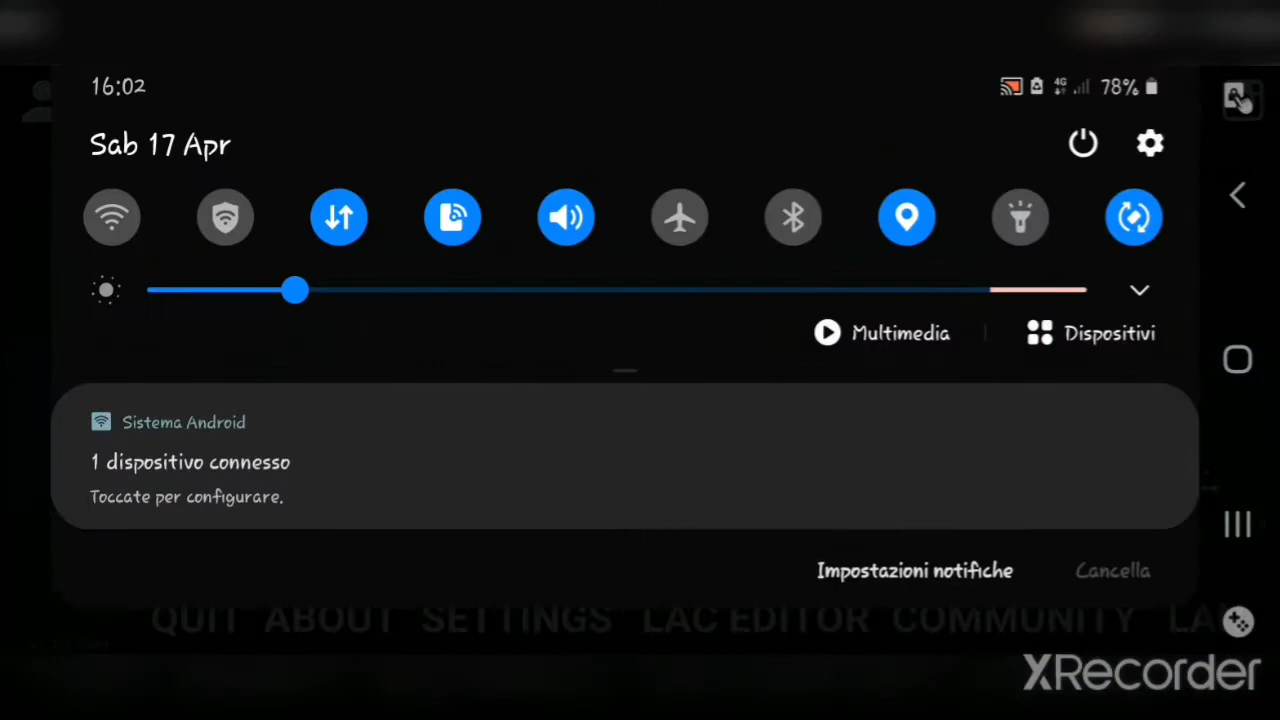 16:02
4G 78%
Sab 17 Apr
Multimedia
Dispositivi
Sistema Android
1 dispositivo connesso
Toccate per configurare.
Impostazioni notifiche
Cancella
QUIT ABOUT SETTINGS LAC EDITOR COMMUNITY
XRecorder